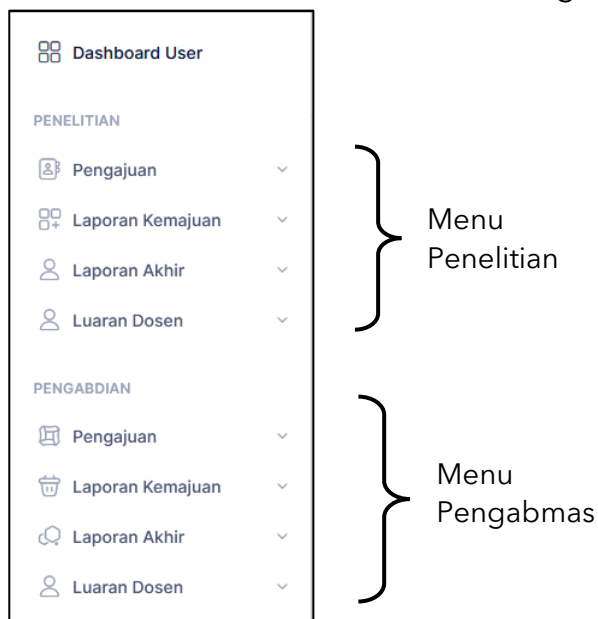 Dashboard User
PENELITIAN
Pengajuan
Laporan Kemajuan
Laporan Akhir
Luaran Dosen
Menu
Penelitian
PENGABDIAN
Pengajuan
Laporan Kemajuan
Laporan Akhir
Luaran Dosen
Menu
Pengabmas